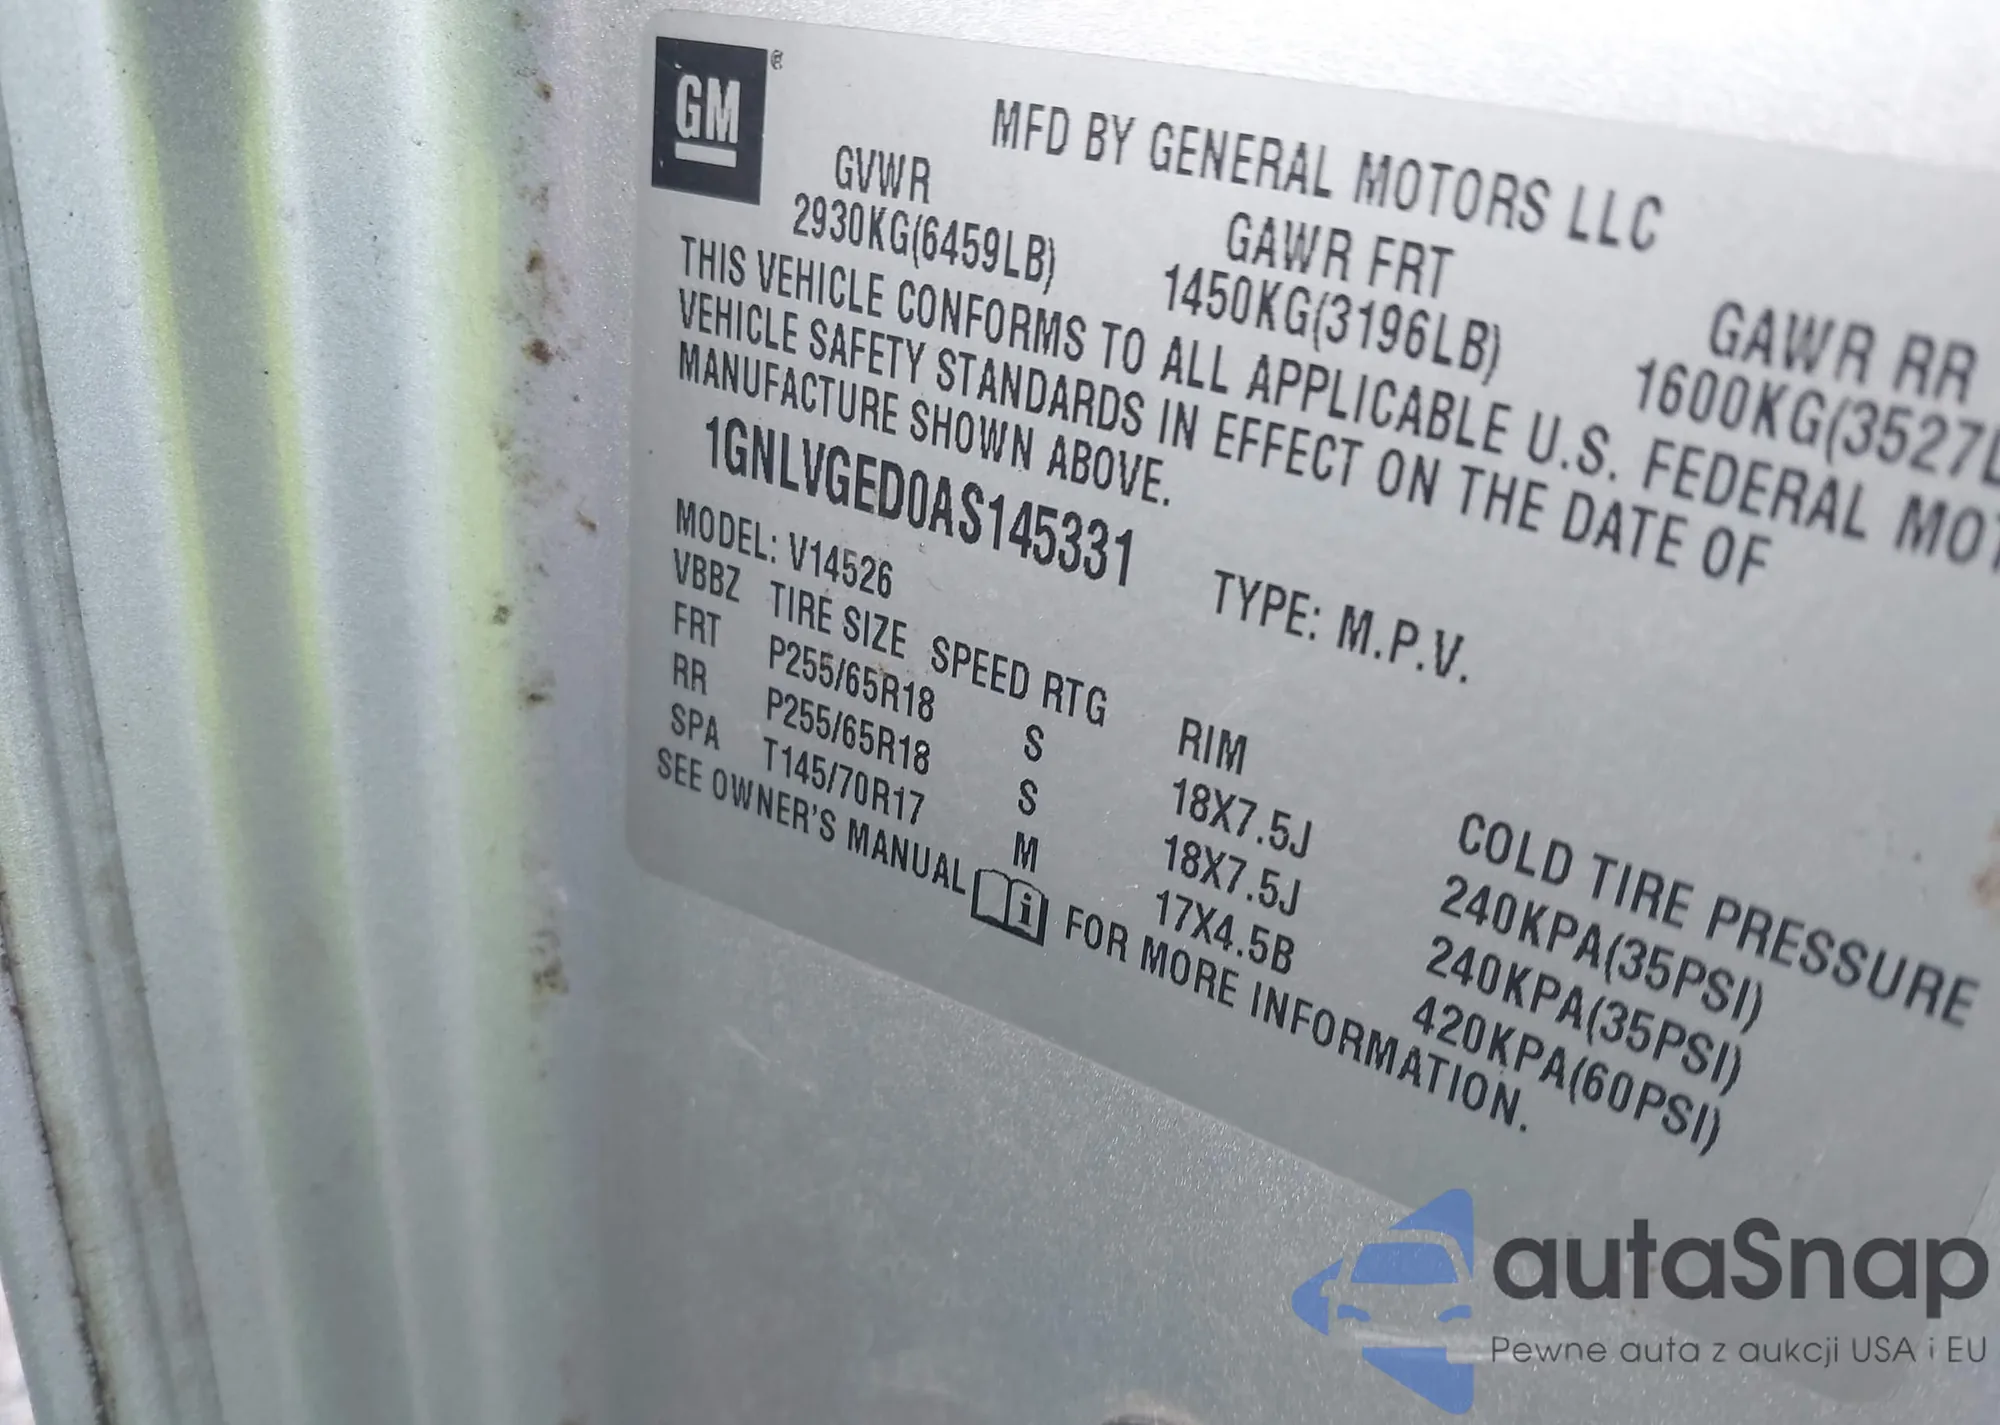 GM ®
MFD BY GENERAL MOTORS LLC
GVWR GAWR FRT GAWR RR
2930KG(6459LB) 1450KG(3196LB) 1600KG(3527L
THIS VEHICLE CONFORMS TO ALL APPLICABLE U.S. FEDERAL MOT
VEHICLE SAFETY STANDARDS IN EFFECT ON THE DATE OF
MANUFACTURE SHOWN ABOVE.
1GNLVGED0AS145331 TYPE: M.P.V.
MODEL: V14526
VBBZ TIRE SIZE SPEED RTG RIM COLD TIRE PRESSURE
FRT P255/65R18 S 18X7.5J 240KPA(35PSI)
RR P255/65R18 S 18X7.5J 240KPA(35PSI)
SPA T145/70R17 M 17X4.5B 420KPA(60PSI)
SEE OWNER'S MANUAL i FOR MORE INFORMATION.
autaSnap
Pewne auta z aukcji USA i EU